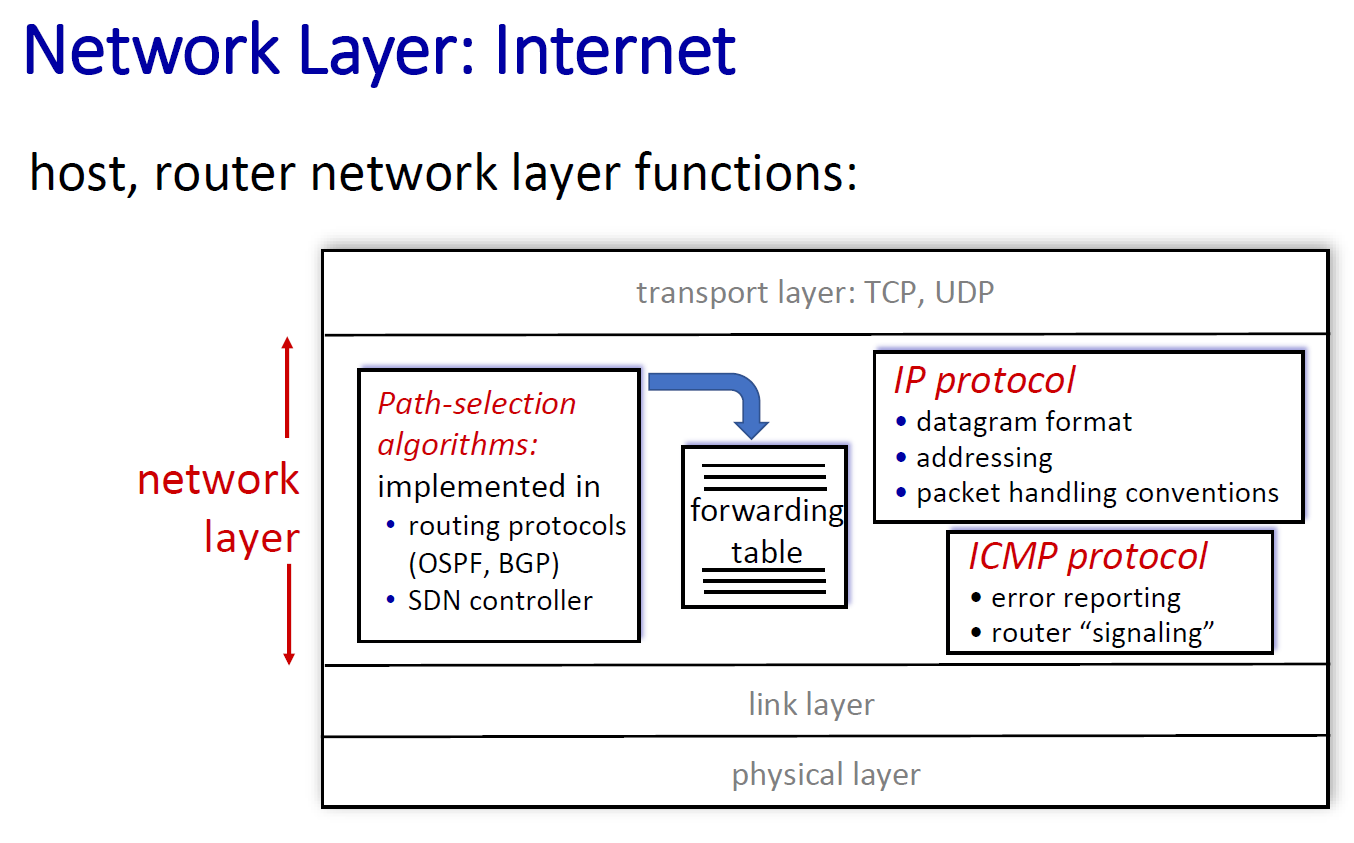 Network Layer: Internet
host, router network layer functions:
transport layer: TCP, UDP
network
layer
Path-selection
algorithms:
implemented in
• routing protocols
(OSPF, BGP)
• SDN controller
forwarding
table
IP protocol
• datagram format
• addressing
• packet handling conventions
ICMP protocol
• error reporting
• router “signaling”
link layer
physical layer